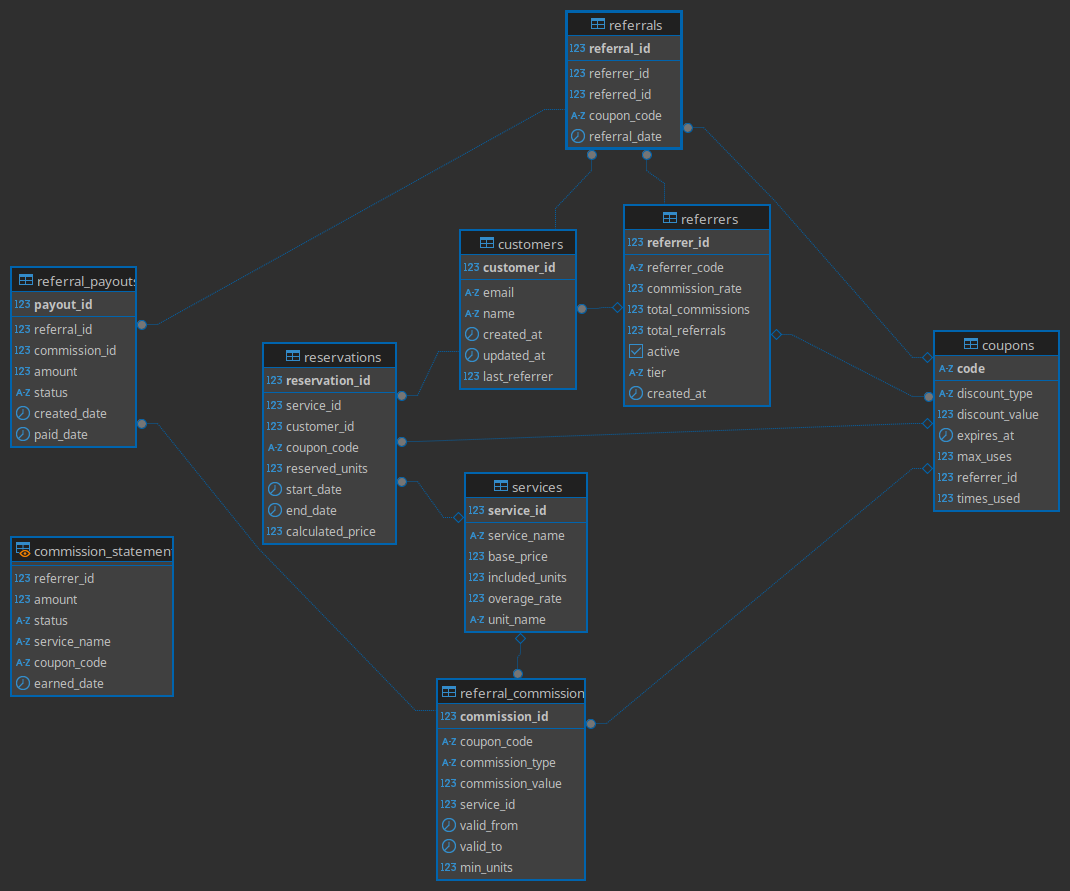 referrals
123 referral_id
123 referrer_id
123 referred_id
A-Z coupon_code
referral_date
referrers
123 referrer_id
A-Z referrer_code
123 commission_rate
123 total_commissions
123 total_referrals
active
A-Z tier
created_at
customers
123 customer_id
A-Z email
A-Z name
created_at
updated_at
123 last_referrer
referral_payouts
123 payout_id
123 referral_id
123 commission_id
123 amount
A-Z status
created_date
paid_date
reservations
123 reservation_id
123 service_id
123 customer_id
A-Z coupon_code
123 reserved_units
start_date
end_date
123 calculated_price
coupons
A-Z code
A-Z discount_type
123 discount_value
expires_at
123 max_uses
123 referrer_id
123 times_used
services
123 service_id
A-Z service_name
123 base_price
123 included_units
123 overage_rate
A-Z unit_name
commission_statemen
123 referrer_id
123 amount
A-Z status
A-Z service_name
A-Z coupon_code
earned_date
referral_commission
123 commission_id
A-Z coupon_code
A-Z commission_type
123 commission_value
123 service_id
valid_from
valid_to
123 min_units